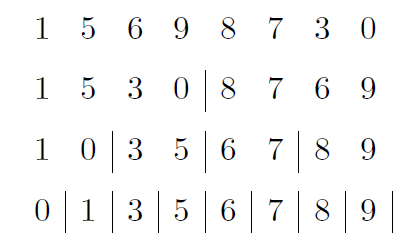 1 5 6 9 8 7 3 0
1 5 3 0 | 8 7 6 9
1 0 | 3 5 | 6 7 | 8 9
0 | 1 | 3 | 5 | 6 | 7 | 8 | 9 |